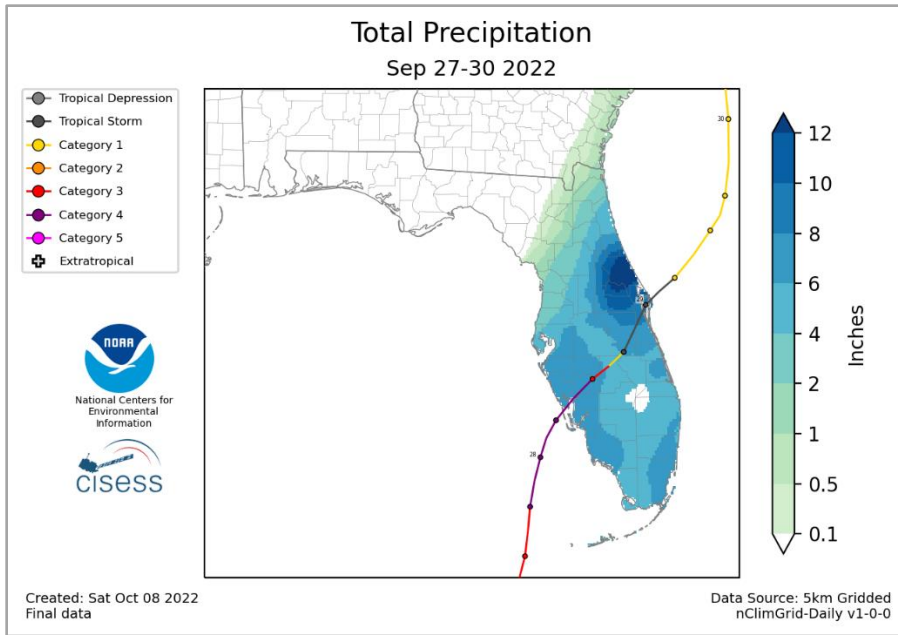 Total Precipitation
Sep 27-30 2022
Tropical Depression
Tropical Storm
Category 1
Category 2
Category 3
Category 4
Category 5
Extratropical
30
28
12
10
8
6
4
2
1
0.5
0.1
Inches
NOAA
National Centers for
Environmental
Information
cisess
Created: Sat Oct 08 2022
Final data
Data Source: 5km Gridded
nClimGrid-Daily v1-0-0